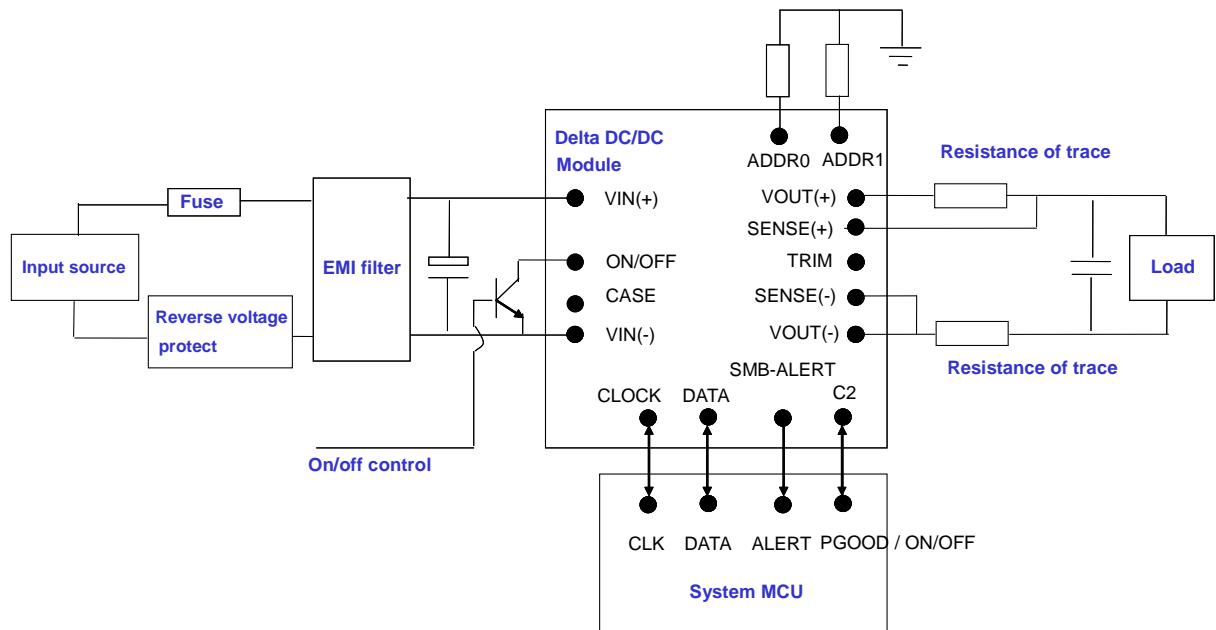 Delta DC/DC
Module
ADDR0 ADDR1
Resistance of trace
Fuse
VIN(+)
VOUT(+)
SENSE(+)
Input source
EMI filter
ON/OFF
TRIM
Load
CASE
SENSE(-)
Reverse voltage
protect
VIN(-)
VOUT(-)
SMB-ALERT
Resistance of trace
CLOCK DATA
C2
On/off control
CLK DATA ALERT PGOOD / ON/OFF
System MCU